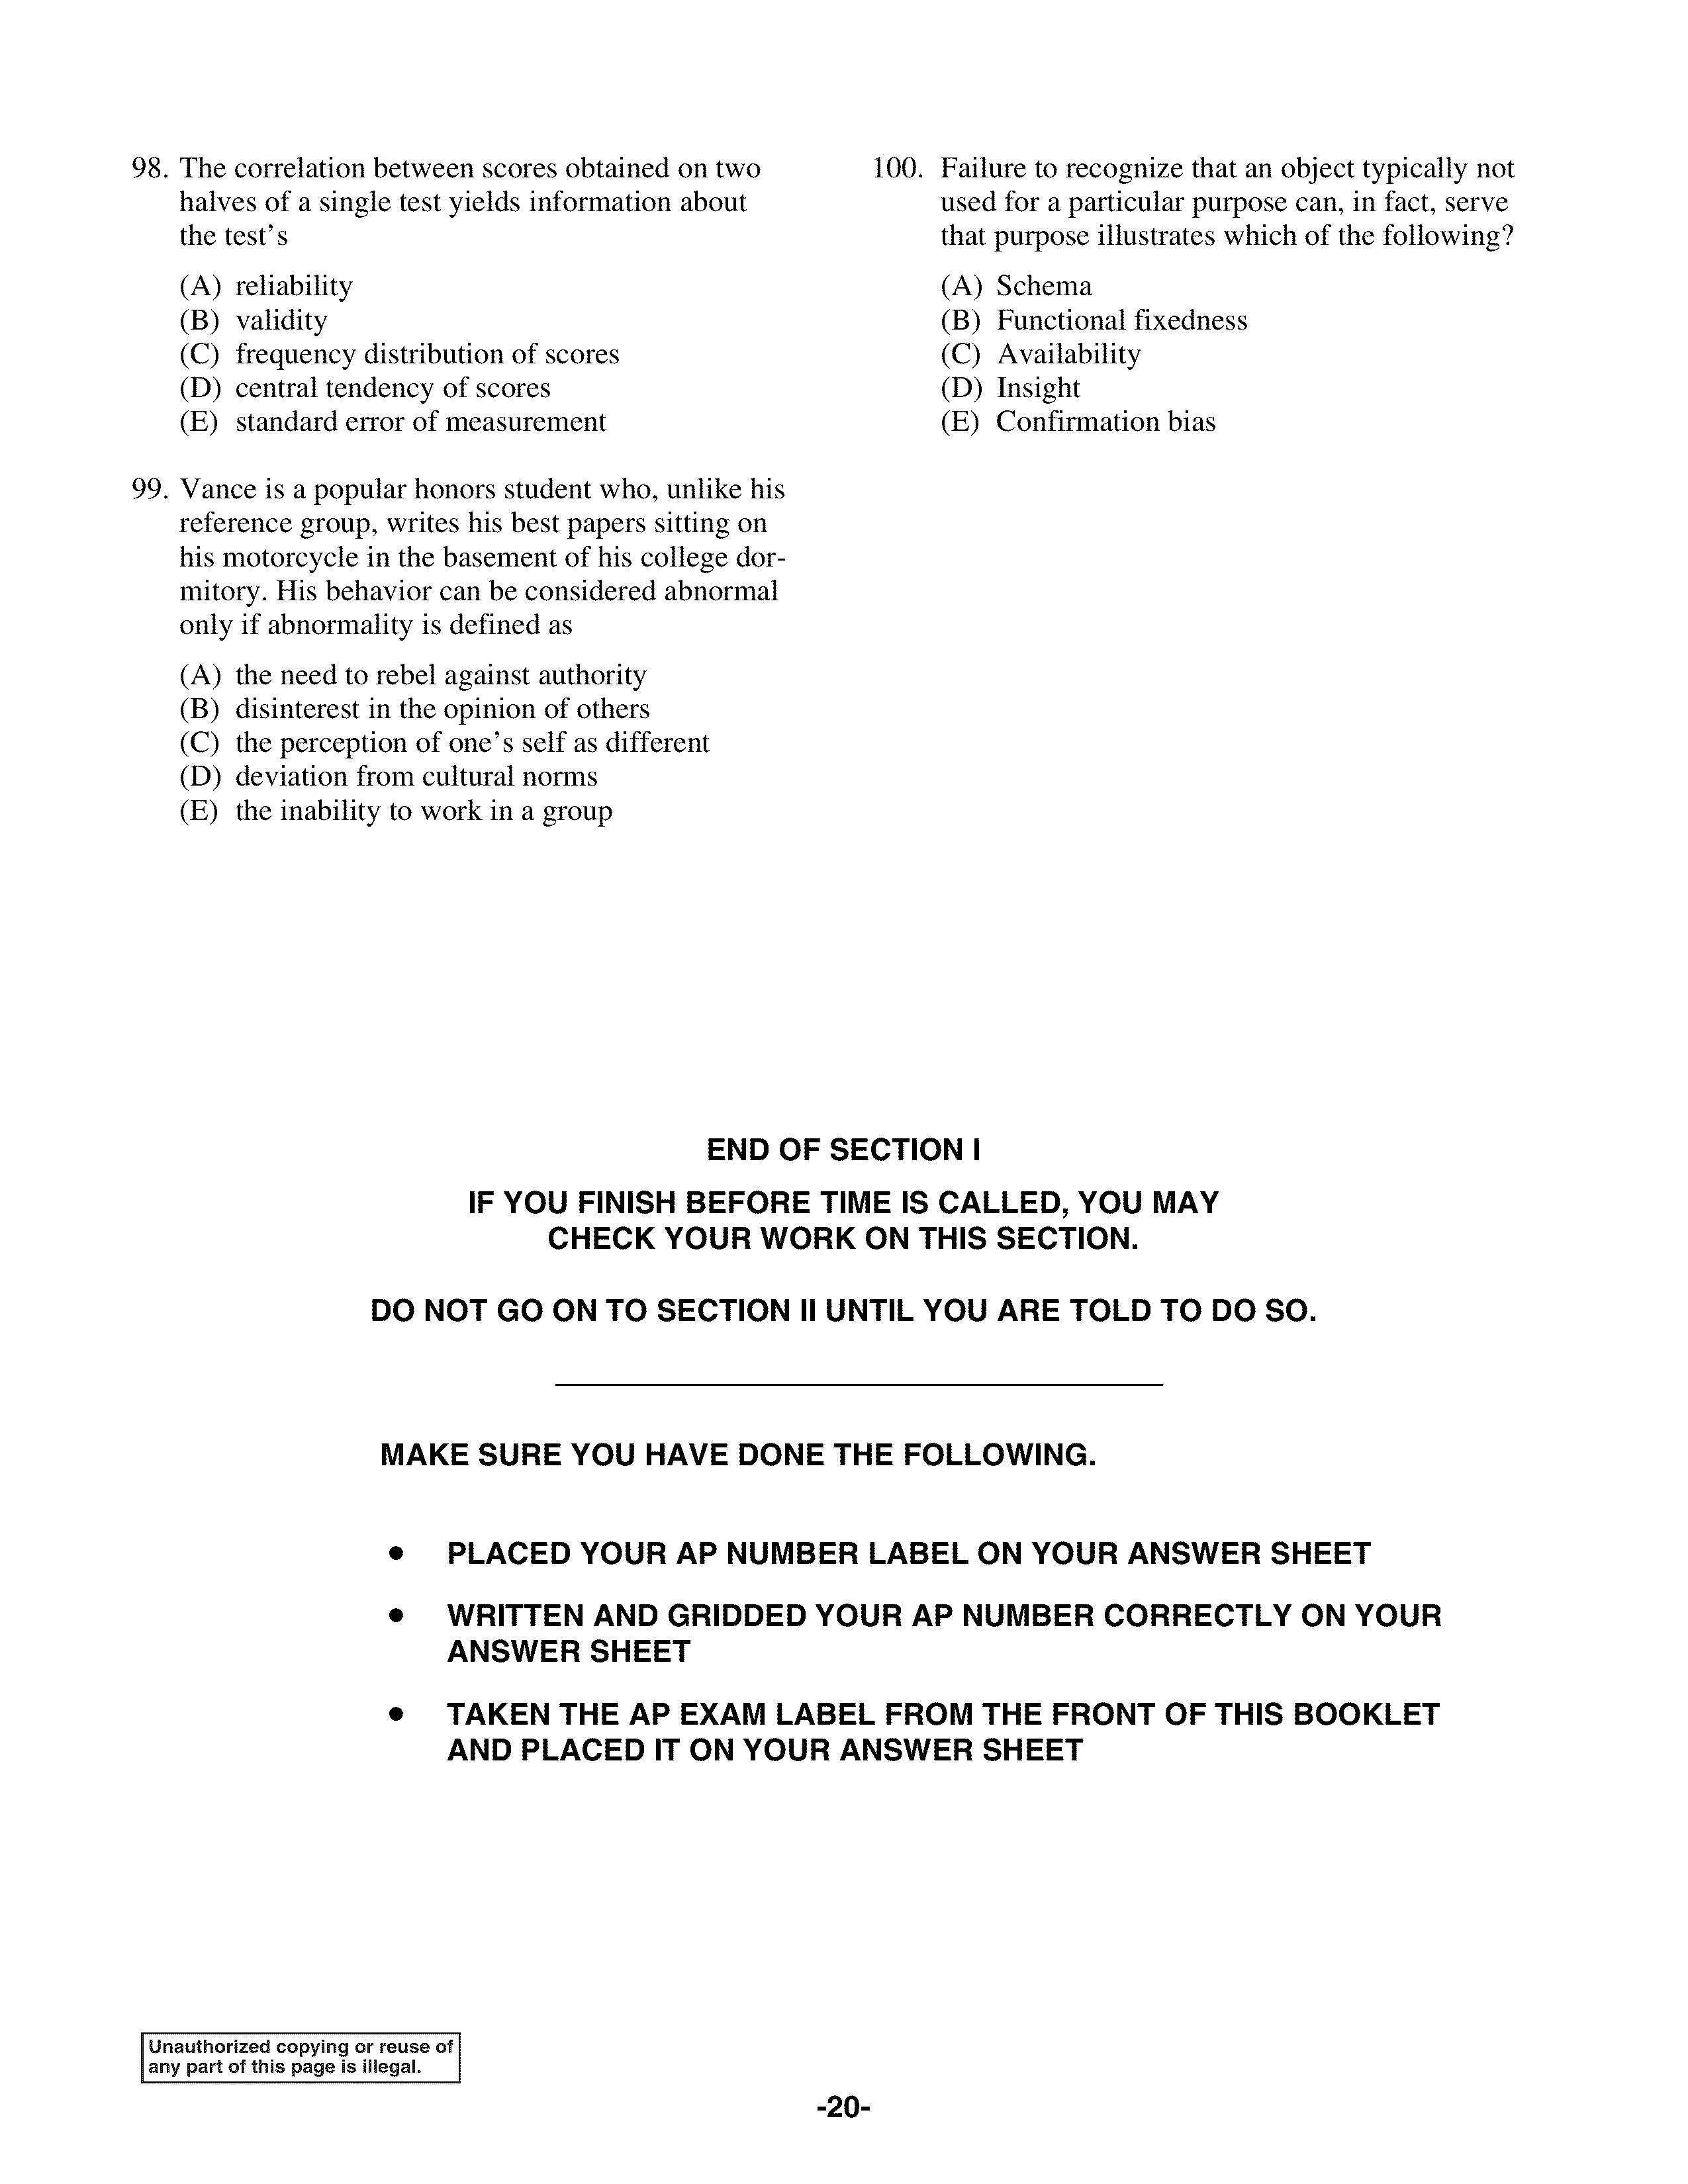 98. The correlation between scores obtained on two
halves of a single test yields information about
the test's
(A) reliability
(B) validity
(C) frequency distribution of scores
(D) central tendency of scores
(E) standard error of measurement
99. Vance is a popular honors student who, unlike his
reference group, writes his best papers sitting on
his motorcycle in the basement of his college dor-
mitory. His behavior can be considered abnormal
only if abnormality is defined as
(A) the need to rebel against authority
(B) disinterest in the opinion of others
(C) the perception of one's self as different
(D) deviation from cultural norms
(E) the inability to work in a group
100. Failure to recognize that an object typically not
used for a particular purpose can, in fact, serve
that purpose illustrates which of the following?
(A) Schema
(B) Functional fixedness
(C) Availability
(D) Insight
(E) Confirmation bias
END OF SECTION I
IF YOU FINISH BEFORE TIME IS CALLED, YOU MAY
CHECK YOUR WORK ON THIS SECTION.
DO NOT GO ON TO SECTION II UNTIL YOU ARE TOLD TO DO SO.
MAKE SURE YOU HAVE DONE THE FOLLOWING.
• PLACED YOUR AP NUMBER LABEL ON YOUR ANSWER SHEET
• WRITTEN AND GRIDDED YOUR AP NUMBER CORRECTLY ON YOUR
ANSWER SHEET
• TAKEN THE AP EXAM LABEL FROM THE FRONT OF THIS BOOKLET
AND PLACED IT ON YOUR ANSWER SHEET
Unauthorized copying or reuse of
any part of this page is illegal.
-20-